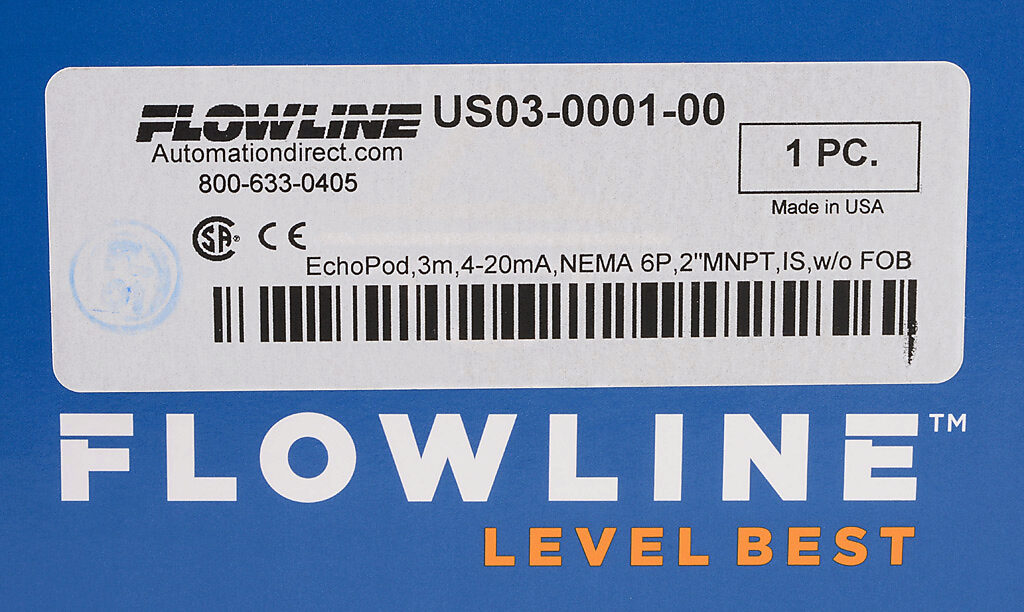 FLOWLINE US03-0001-00
Automationdirect.com
800-633-0405
1 PC.
Made in USA
SA® CE
EchoPod,3m,4-20mA,NEMA 6P,2"MNPT,IS,w/o FOB
FLOWLINE™
LEVEL BEST